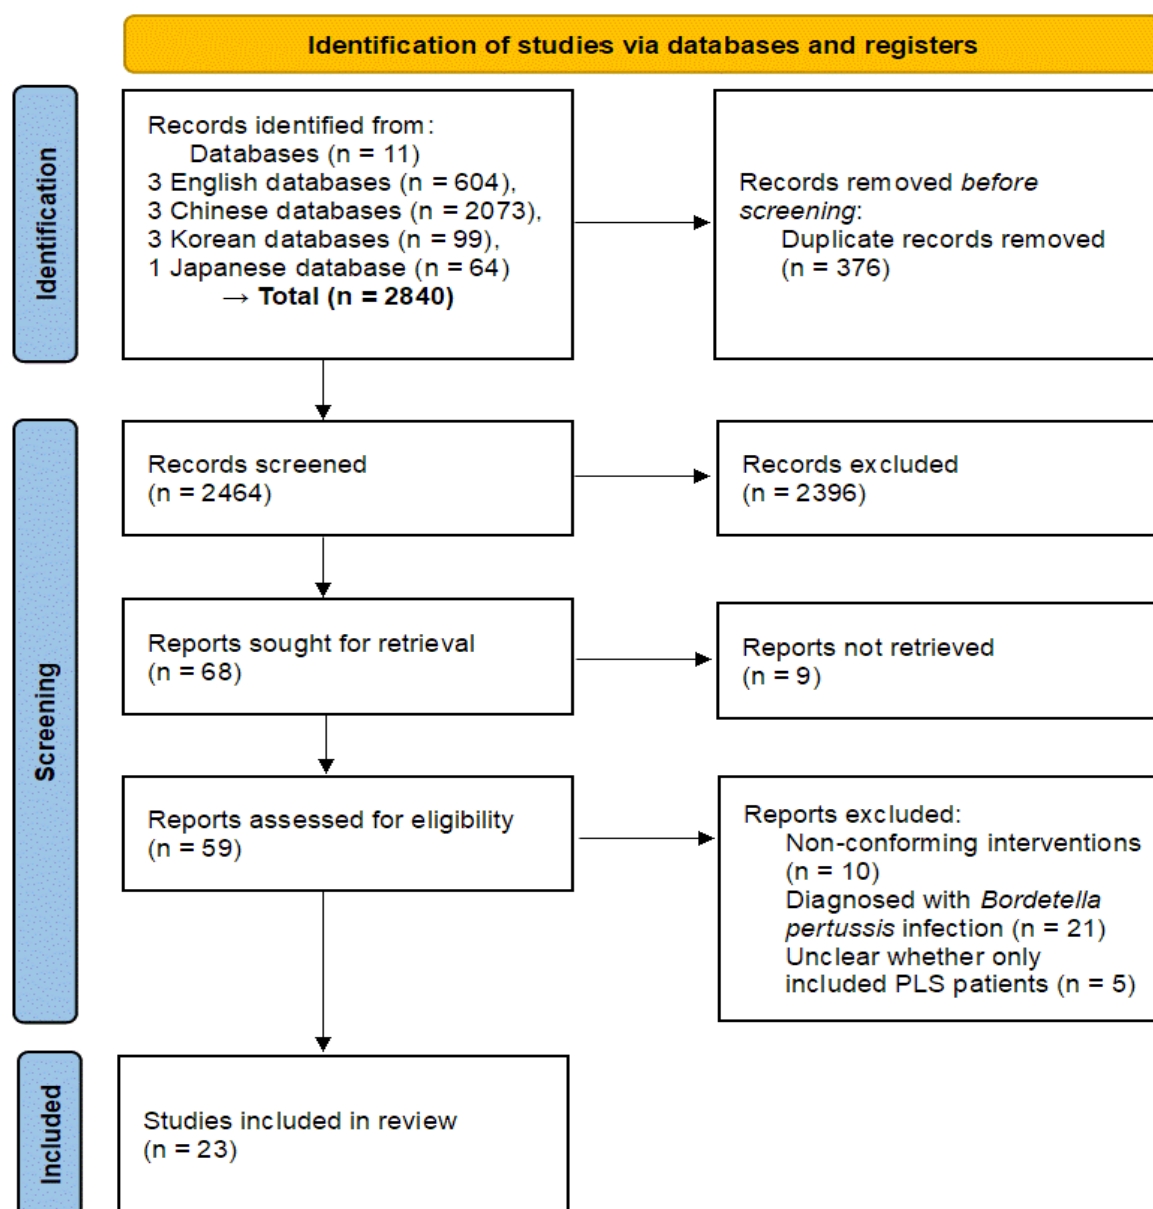 Identification of studies via databases and registers
Identification
Records identified from:
Databases (n = 11)
3 English databases (n = 604),
3 Chinese databases (n = 2073),
3 Korean databases (n = 99),
1 Japanese database (n = 64)
→ Total (n = 2840)
Records removed before
screening:
Duplicate records removed
(n = 376)
Screening
Records screened
(n = 2464)
Records excluded
(n = 2396)
Reports sought for retrieval
(n = 68)
Reports not retrieved
(n = 9)
Reports assessed for eligibility
(n = 59)
Reports excluded:
Non-conforming interventions
(n = 10)
Diagnosed with Bordetella
pertussis infection (n = 21)
Unclear whether only
included PLS patients (n = 5)
Included
Studies included in review
(n = 23)